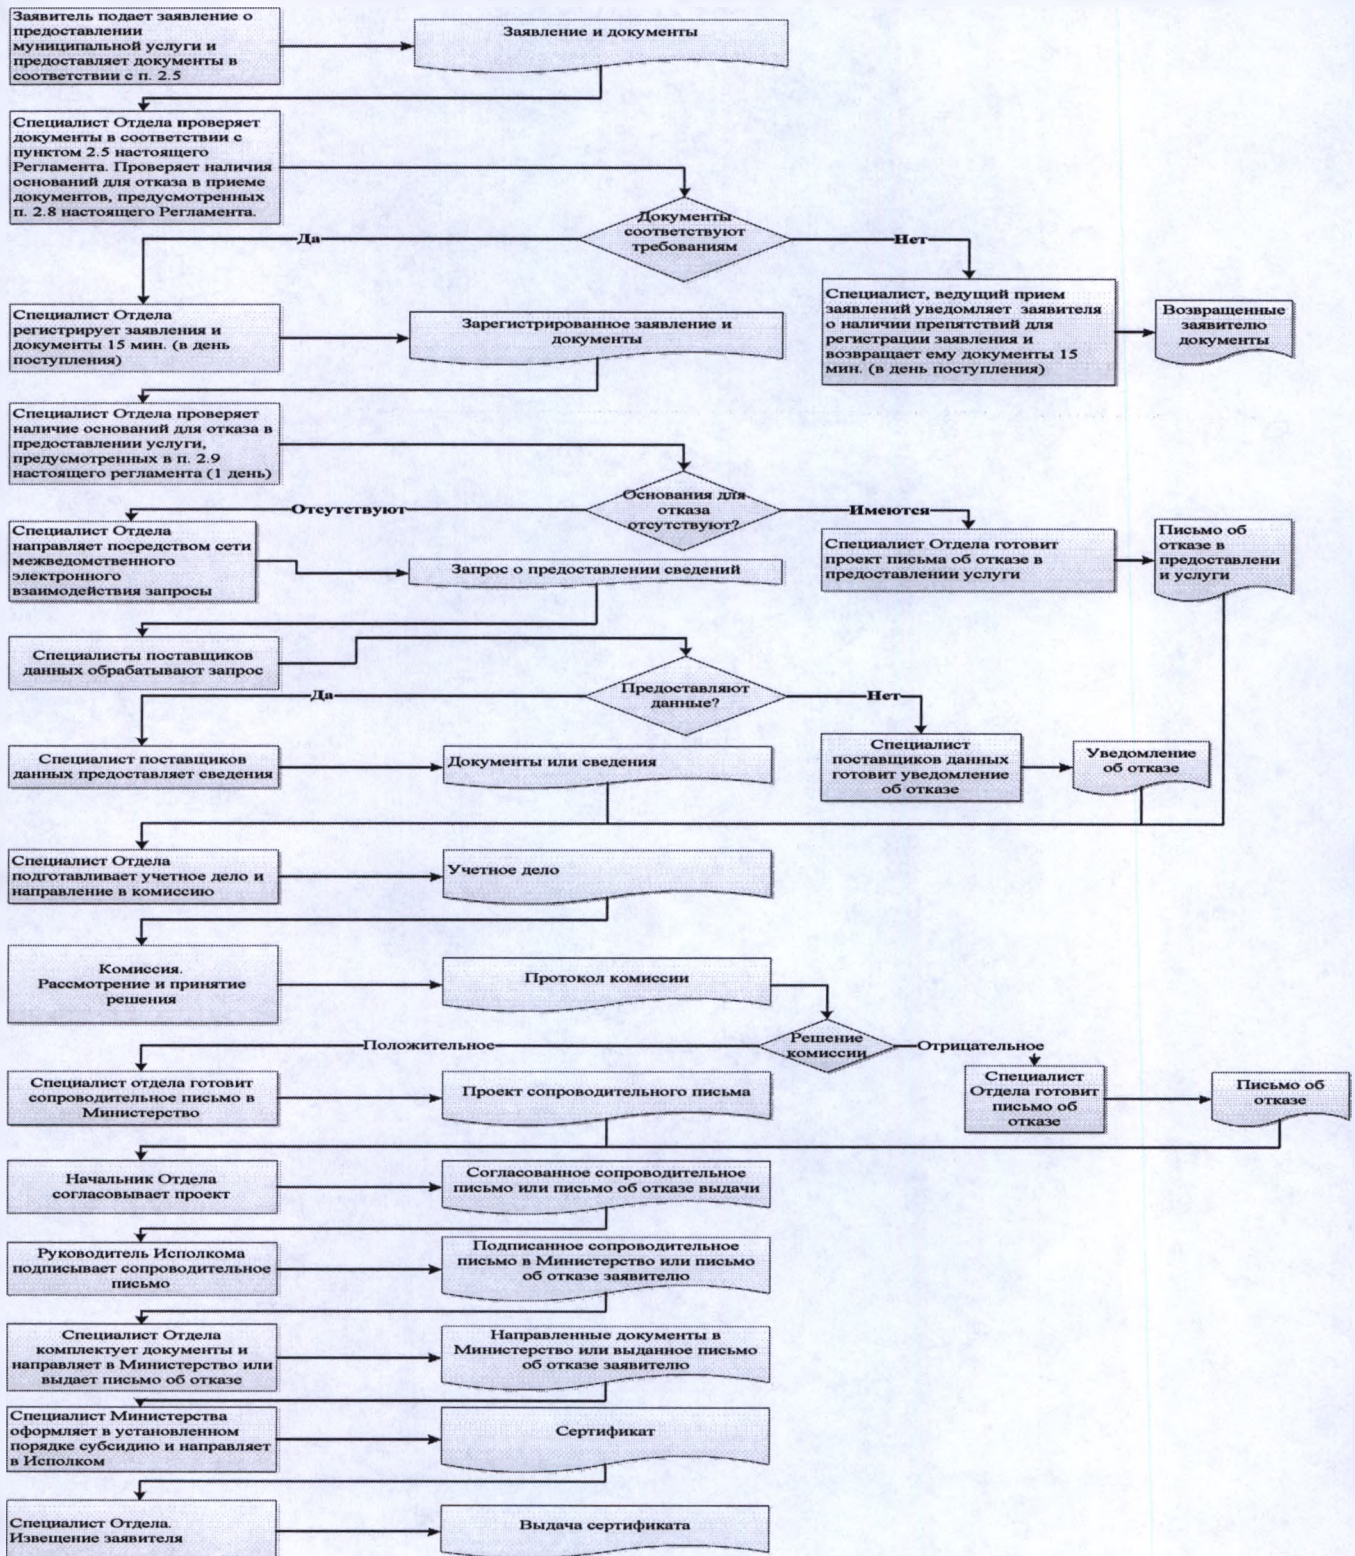 Заявитель подает заявление о
предоставлении
муниципальной услуги и
предоставляет документы в
соответствии с п. 2.5
Заявление и документы
Специалист Отдела проверяет
документы в соответствии с
пунктом 2.5 настоящего
Регламента. Проверяет наличия
оснований для отказа в приеме
документов, предусмотренных
п. 2.8 настоящего Регламента.
Документы
соответствуют
требованиям
Да
Нет
Специалист Отдела
регистрирует заявления и
документы 15 мин. (в день
поступления)
Зарегистрированное заявление и
документы
Специалист, ведущий прием
заявлений уведомляет заявителя
о наличии препятствий для
регистрации заявления и
возвращает ему документы 15
мин. (в день поступления)
Возвращенные
заявителю
документы
Специалист Отдела проверяет
наличие оснований для отказа в
предоставлении услуги,
предусмотренных в п. 2.9
настоящего регламента (1 день)
Основания для
отказа
отсутствуют?
Отсутствуют
Имеются
Специалист Отдела
направляет посредством сети
межведомственного
электронного
взаимодействия запросы
Запрос о предоставлении сведений
Специалист Отдела готовит
проект письма об отказе в
предоставлении услуги
Письмо об
отказе в
предоставлени
и услуги
Специалисты поставщиков
данных обрабатывают запрос
Предоставляют
данные?
Да
Нет
Специалист поставщиков
данных предоставляет сведения
Документы или сведения
Специалист
поставщиков данных
готовит уведомление
об отказе
Уведомление
об отказе
Специалист Отдела
подготавливает учетное дело и
направление в комиссию
Учетное дело
Комиссия.
Рассмотрение и принятие
решения
Протокол комиссии
Решение
комиссии
Положительное
Отрицательное
Специалист отдела готовит
сопроводительное письмо в
Министерство
Проект сопроводительного письма
Специалист
Отдела готовит
письмо об
отказе
Письмо об
отказе
Начальник Отдела
согласовывает проект
Согласованное сопроводительное
письмо или письмо об отказе выдачи
Руководитель Исполкома
подписывает сопроводительное
письмо
Подписанное сопроводительное
письмо в Министерство или письмо
об отказе заявителю
Специалист Отдела
комплектует документы и
направляет в Министерство или
выдает письмо об отказе
Направленные документы в
Министерство или выданное письмо
об отказе заявителю
Специалист Министерства
оформляет в установленном
порядке субсидию и направляет
в Исполком
Сертификат
Специалист Отдела.
Извещение заявителя
Выдача сертификата